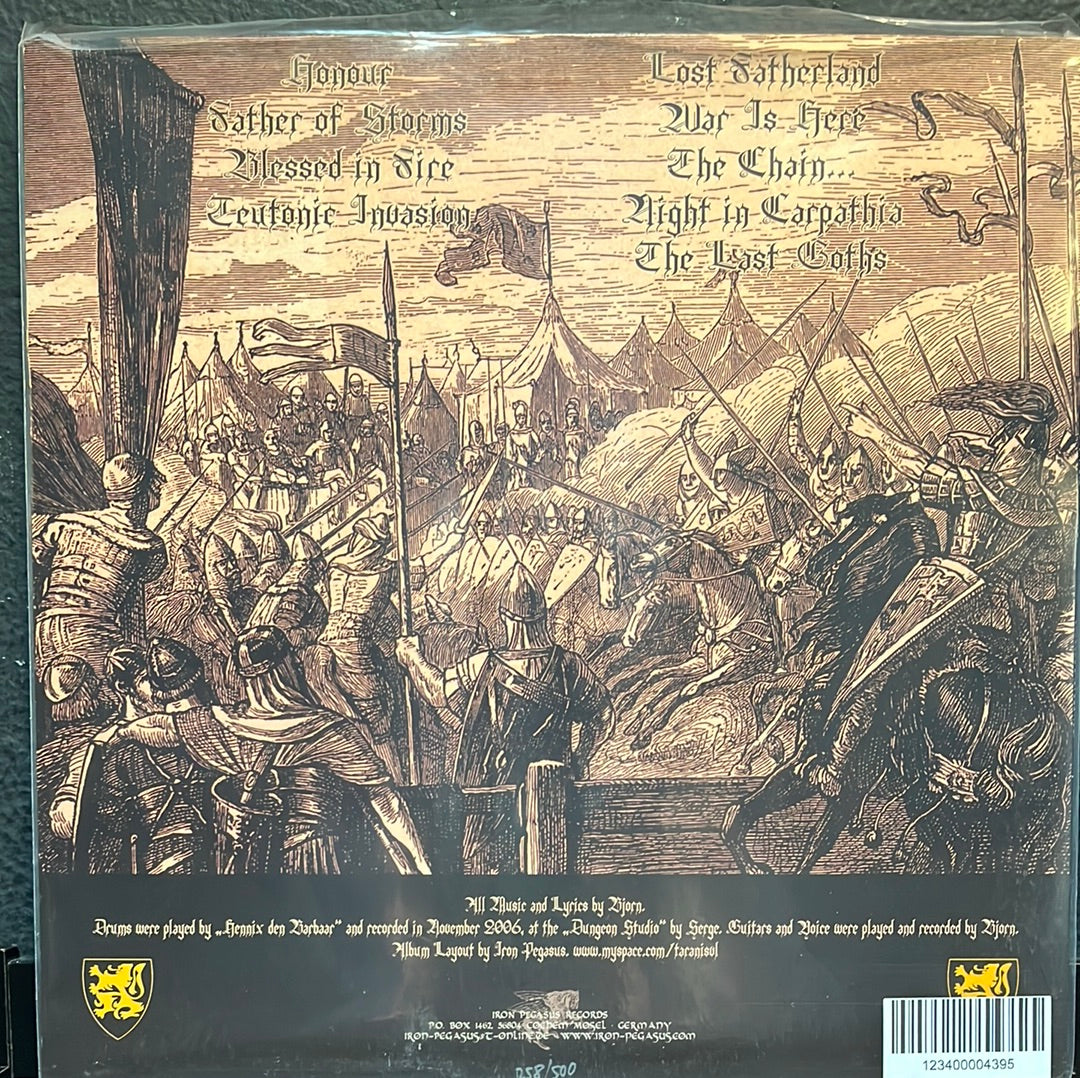 Honour
Father of Storms
Blessed in Fire
Teutonic Invasion
Lost Fatherland
War Is Here
The Chain...
Night in Carpathia
The Last Goths
All Music and Lyrics by Bjorn.
Drums were played by „Hennix den Barbaar" and recorded in November 2006, at the „Dungeon Studio" by Serge. Guitars and Voice were played and recorded by Bjorn.
Album Layout by Iron Pegasus. www.myspace.com/taranisol
IRON PEGASUS RECORDS
P.O. BOX 1462 56804 COCHEM/MOSEL · GERMANY
IRON-PEGASUS@T-ONLINE.DE · WWW.IRON-PEGASUS.COM
058/500
123400004395